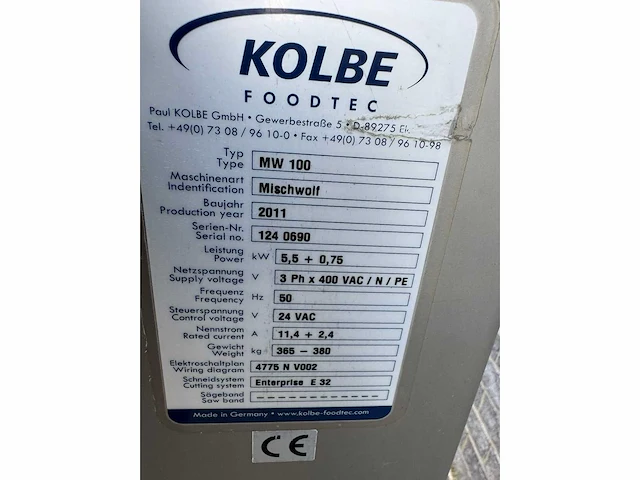 KOLBE
FOODTEC
Paul KOLBE GmbH • Gewerbestraße 5 • D-89275
Tel. +49(0) 73 08 / 96 10-0 • Fax +49(0) 73 08 / 96 10-98
Typ
Type MW 100
Maschinenart
Indentification Mischwolf
Baujahr
Production year 2011
Serien-Nr.
Serial no. 124 0690
Leistung
Power kW 5,5 + 0,75
Netzspannung
Supply voltage V 3 Ph x 400 VAC / N / PE
Frequenz
Frequency Hz 50
Steuerspannung
Control voltage V 24 VAC
Nennstrom
Rated current A 11,4 + 2,4
Gewicht
Weight kg 365 – 380
Elektroschaltplan
Wiring diagram 4775 N V002
Schneidsystem
Cutting system Enterprise E 32
Sägeband
Saw band – – – – – – – – – – – –
Made in Germany • www.kolbe-foodtec.com
CE